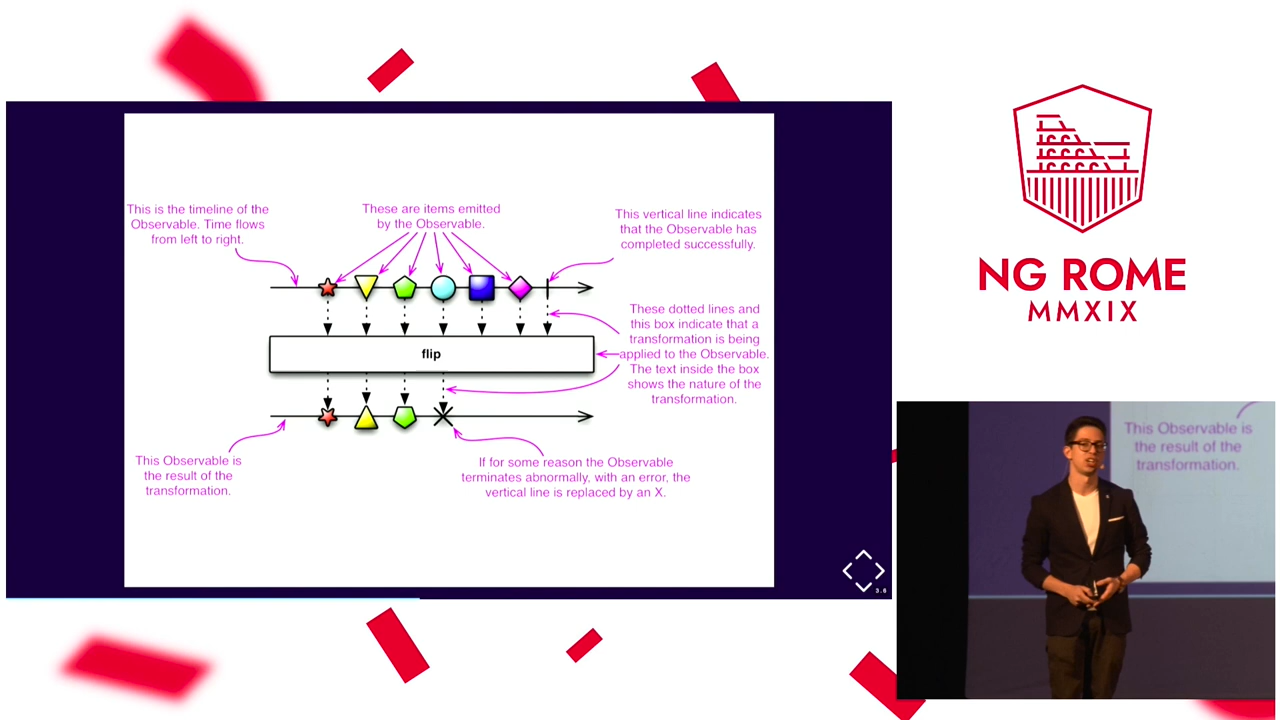 This is the timeline of the
Observable. Time flows
from left to right.
These are items emitted
by the Observable.
This vertical line indicates
that the Observable has
completed successfully.
These dotted lines and
this box indicate that a
transformation is being
applied to the Observable.
The text inside the box
shows the nature of the
transformation.
flip
This Observable is
the result of the
transformation.
If for some reason the Observable
terminates abnormally, with an error, the
vertical line is replaced by an X.
3.6
NG ROME
MMXIX
This Observable is
the result of the
transformation.